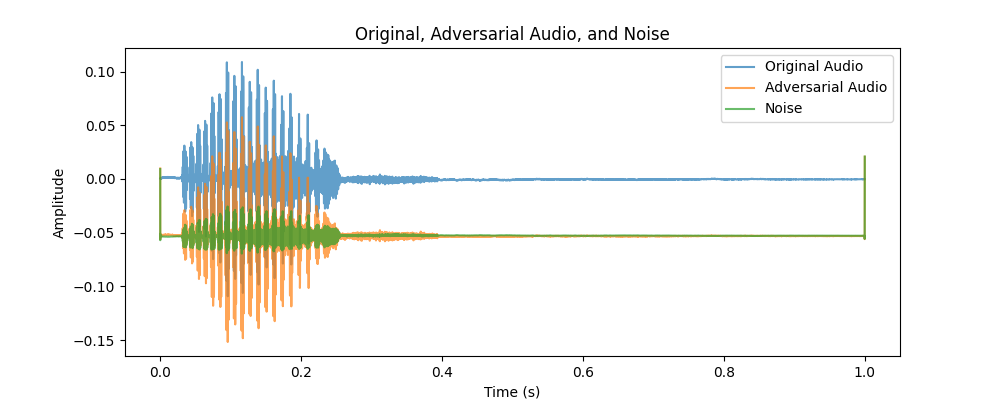 Original, Adversarial Audio, and Noise
Original Audio
Adversarial Audio
Noise
Amplitude
0.10
0.05
0.00
−0.05
−0.10
−0.15
0.0 0.2 0.4 0.6 0.8 1.0
Time (s)